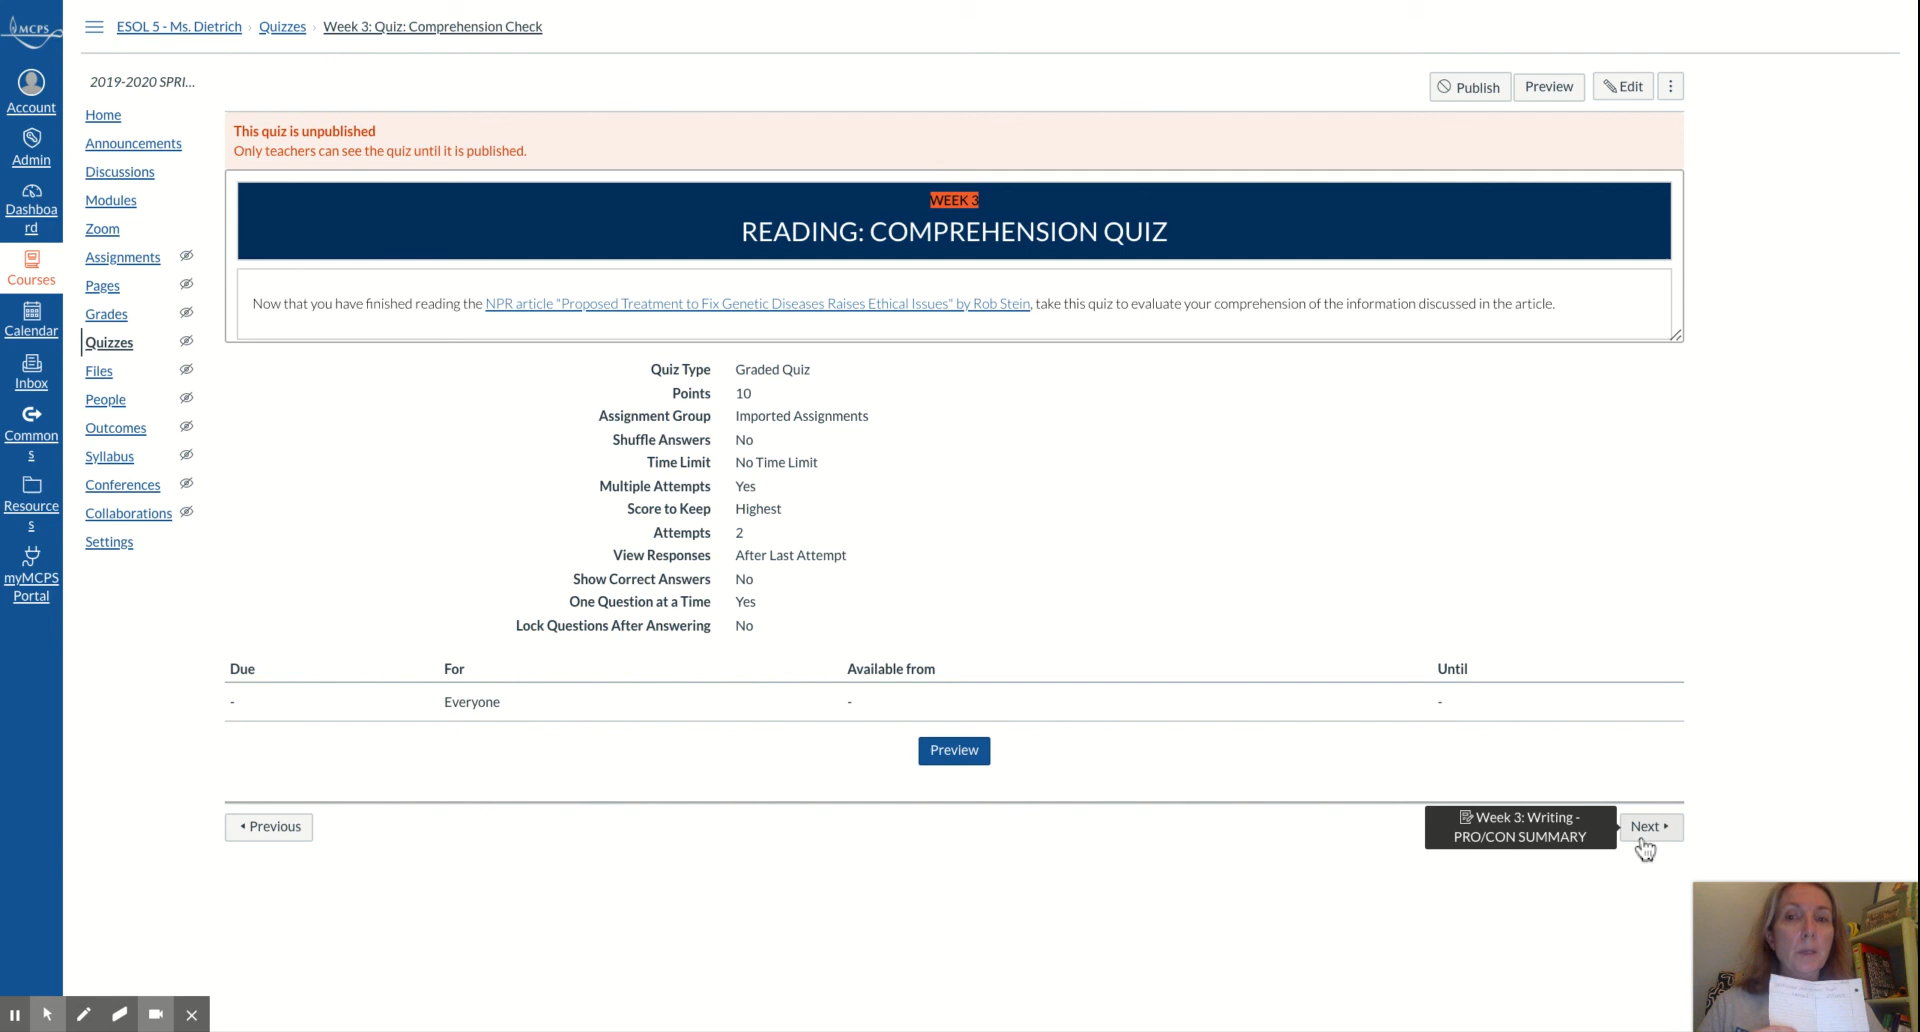 MCPS
ESOL 5 - Ms. Dietrich › Quizzes › Week 3: Quiz: Comprehension Check
Account
Admin
Dashboa
rd
Courses
Calendar
Inbox
Common
s
Resource
s
myMCPS
Portal
2019-2020 SPRI...
Home
Announcements
Discussions
Modules
Zoom
Assignments
Pages
Grades
Quizzes
Files
People
Outcomes
Syllabus
Conferences
Collaborations
Settings
Publish Preview Edit
This quiz is unpublished
Only teachers can see the quiz until it is published.
WEEK 3
READING: COMPREHENSION QUIZ
Now that you have finished reading the NPR article "Proposed Treatment to Fix Genetic Diseases Raises Ethical Issues" by Rob Stein, take this quiz to evaluate your comprehension of the information discussed in the article.
Quiz Type Graded Quiz
Points 10
Assignment Group Imported Assignments
Shuffle Answers No
Time Limit No Time Limit
Multiple Attempts Yes
Score to Keep Highest
Attempts 2
View Responses After Last Attempt
Show Correct Answers No
One Question at a Time Yes
Lock Questions After Answering No
Due For Available from Until
- Everyone - -
Preview
Previous
Week 3: Writing -
PRO/CON SUMMARY
Next